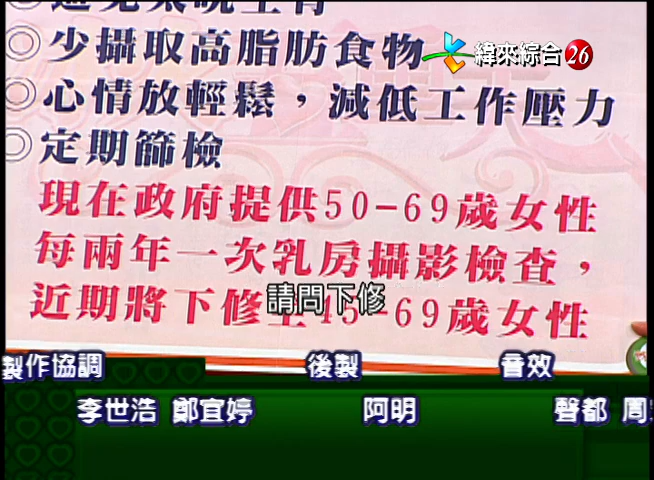 ◎少攝取高脂肪食物
緯來綜合26
◎心情放輕鬆，減低工作壓力
◎定期篩檢
現在政府提供50-69歲女性
每兩年一次乳房攝影檢查，
近期將下修至45-69歲女性
請問下修
製作協調 後製 音效
李世浩 鄭宜婷 阿明 聲都 周